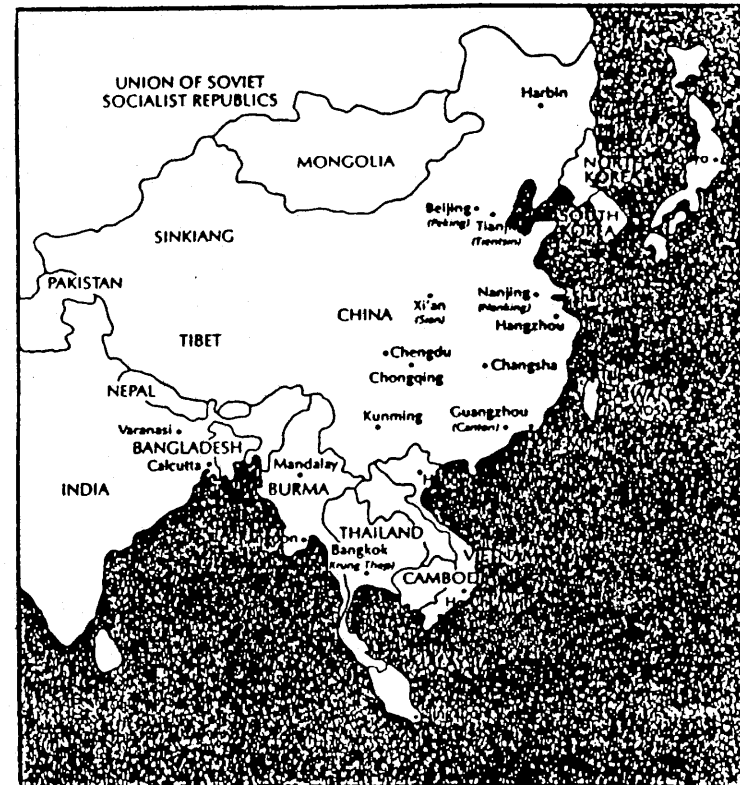 UNION OF SOVIET
SOCIALIST REPUBLICS
Harbin
MONGOLIA
NORTH
KOREA
Beijing
(Peking)
(Tientsin)
SOUTH
SINKIANG
PAKISTAN
CHINA
Xi'an
(Sian)
Nanjing
(Nanking)
Hangzhou
TIBET
Chengdu
Chongqing
Changsha
NEPAL
Kunming
Guangzhou
(Canton)
Varanasi
BANGLADESH
Calcutta
Mandalay
BURMA
INDIA
THAILAND
Bangkok
(Krung Thep)